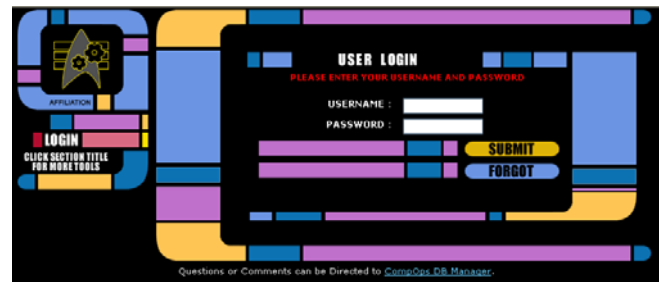 AFFILIATION
LOGIN
CLICK SECTION TITLE
FOR MORE TOOLS
USER LOGIN
PLEASE ENTER YOUR USERNAME AND PASSWORD
USERNAME :
PASSWORD :
SUBMIT
FORGOT
Questions or Comments can be Directed to CompOps DB Manager.